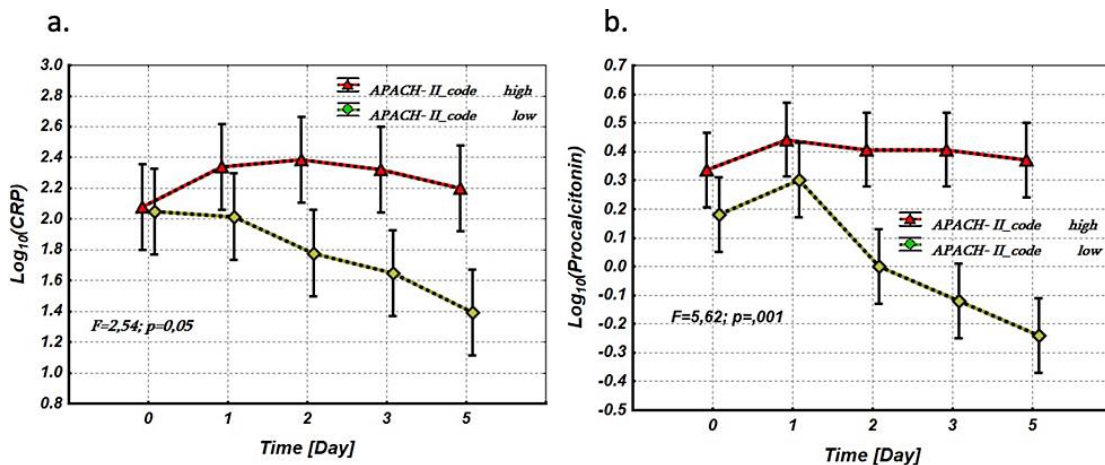 a.
Log10(CRP)
3.0
2.8
2.6
2.4
2.2
2.0
1.8
1.6
1.4
1.2
1.0
0.8
APACH- II_code high
APACH- II_code low
F=2,54; p=0,05
0 1 2 3 5
Time [Day]
b.
Log10(Procalcitonin)
0.7
0.6
0.5
0.4
0.3
0.2
0.1
0.0
-0.1
-0.2
-0.3
-0.4
-0.5
APACH- II_code high
APACH- II_code low
F=5,62; p=,001
0 1 2 3 5
Time [Day]